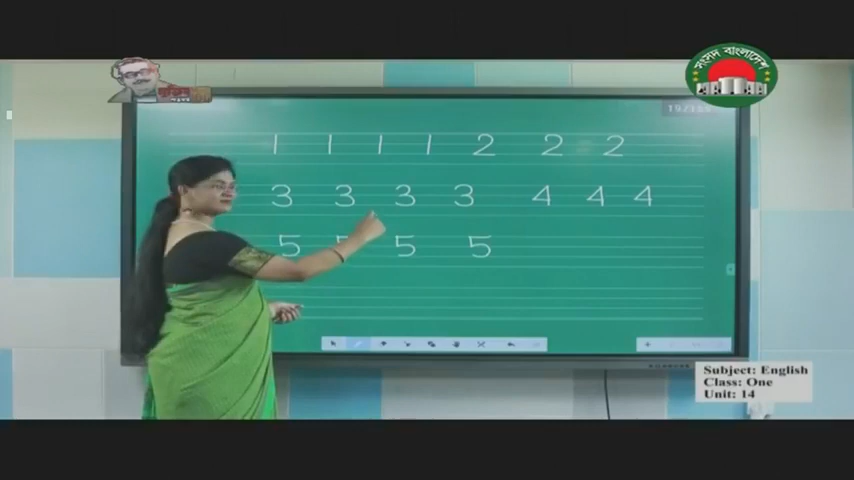 সংসদ বাংলাদেশ
1 1 1 1 2 2 2
3 3 3 3 4 4 4
5 5 5 5
Subject: English
Class: One
Unit: 14